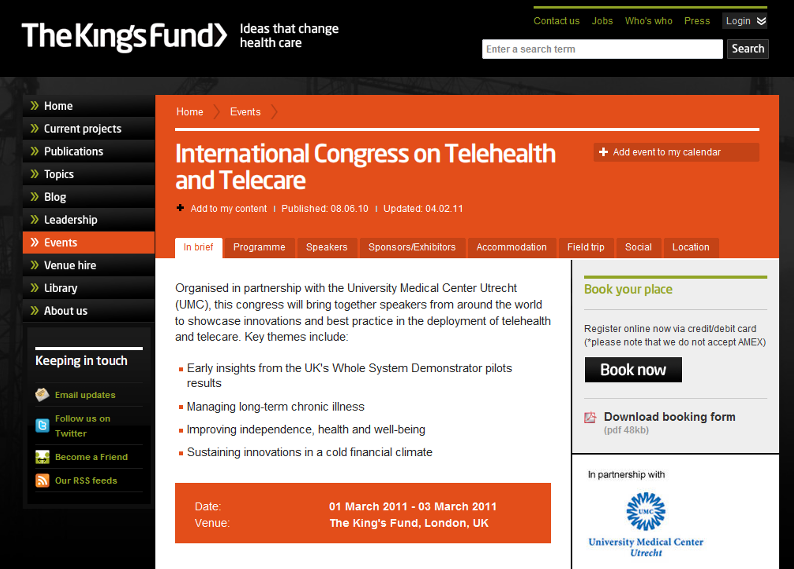 The King's Fund>
Ideas that change
health care
Contact us
Jobs
Who's who
Press
Login
Enter a search term
Search
Home
Current projects
Publications
Topics
Blog
Leadership
Events
Venue hire
Library
About us
Keeping in touch
Email updates
Follow us on
Twitter
Become a Friend
Our RSS feeds
Home
Events
International Congress on Telehealth
and Telecare
Add event to my calendar
Add to my content | Published: 08.06.10 | Updated: 04.02.11
In brief
Programme
Speakers
Sponsors/Exhibitors
Accommodation
Field trip
Social
Location
Organised in partnership with the University Medical Center Utrecht
(UMC), this congress will bring together speakers from around the world
to showcase innovations and best practice in the deployment of telehealth
and telecare. Key themes include:
Early insights from the UK's Whole System Demonstrator pilots
results
Managing long-term chronic illness
Improving independence, health and well-being
Sustaining innovations in a cold financial climate
Date: 01 March 2011 - 03 March 2011
Venue: The King's Fund, London, UK
Book your place
Register online now via credit/debit card
(*please note that we do not accept AMEX)
Book now
Download booking form
(pdf 48kb)
In partnership with
UMC
University Medical Center
Utrecht